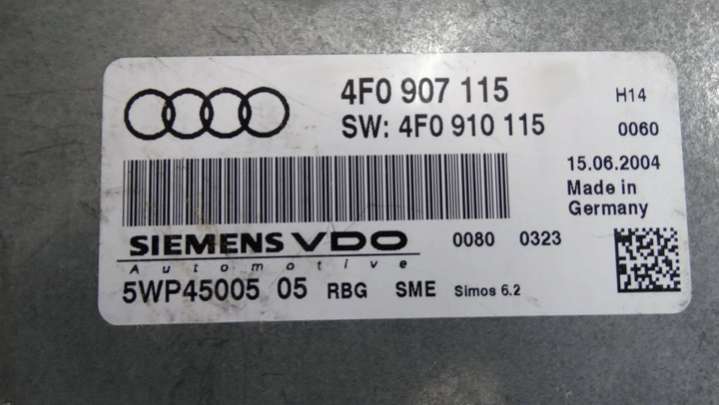 4F0 907 115 H14
SW: 4F0 910 115 0060
15.06.2004
Made in
Germany
SIEMENS VDO 0080 0323
Automotive
5WP45005 05 RBG SME Simos 6.2